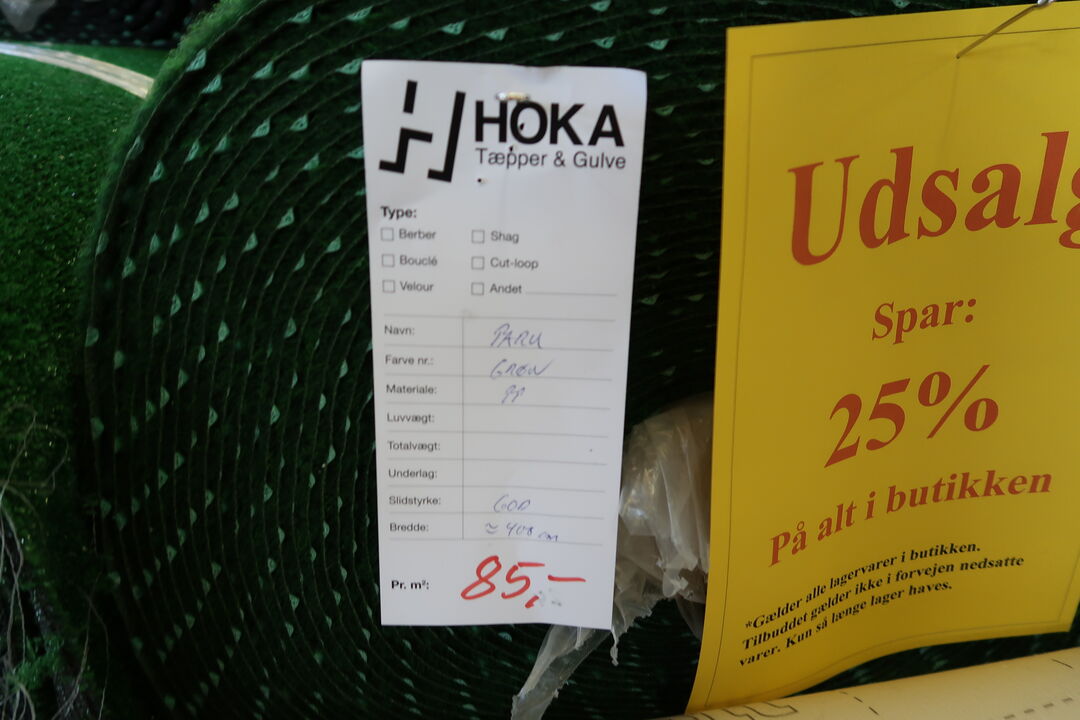 HOKA
Tæpper & Gulve
Type:
Berber
Shag
Bouclé
Cut-loop
Velour
Andet
Navn: PARK
Farve nr.: GRØN
Materiale: PP
Luvvægt:
Totalvægt:
Underlag:
Slidstyrke: GOD
Bredde: ≈ 408 cm
Pr. m²: 85,-
Udsalg
Spar:
25%
På alt i butikken
*Gælder alle lagervarer i butikken.
Tilbuddet gælder ikke i forvejen nedsatte
varer. Kun så længe lager haves.